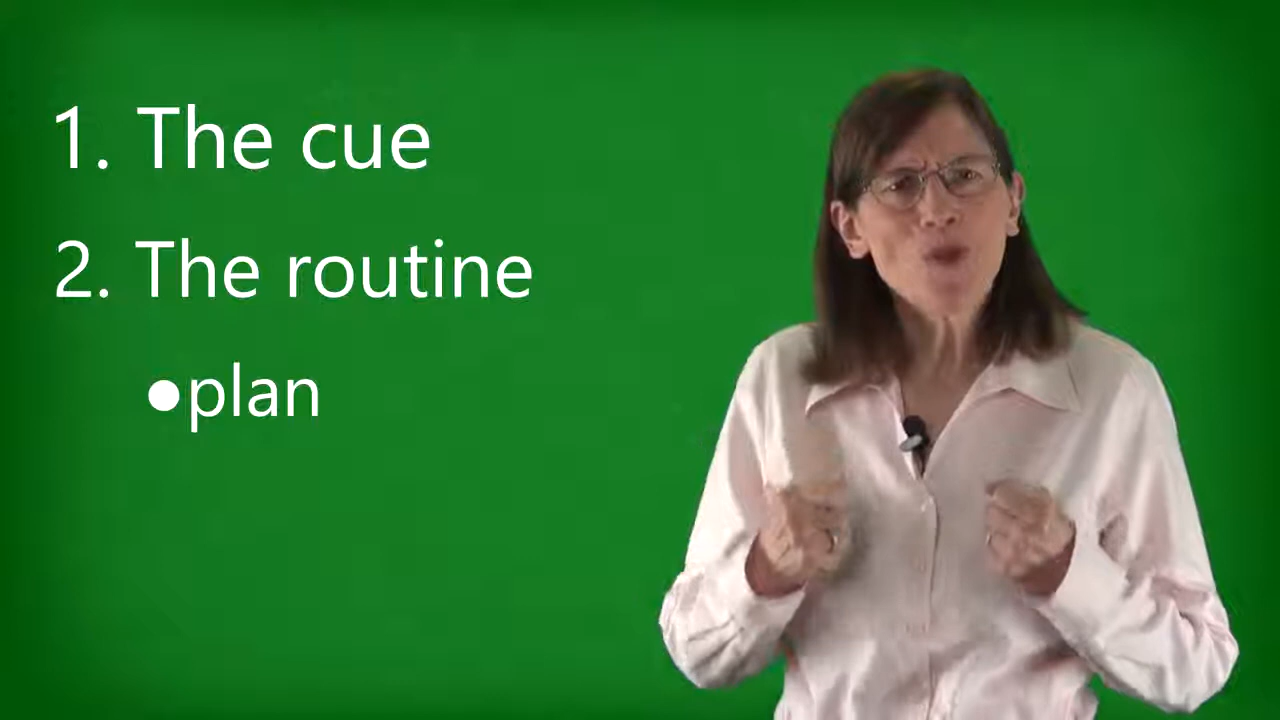 1. The cue
2. The routine
●plan